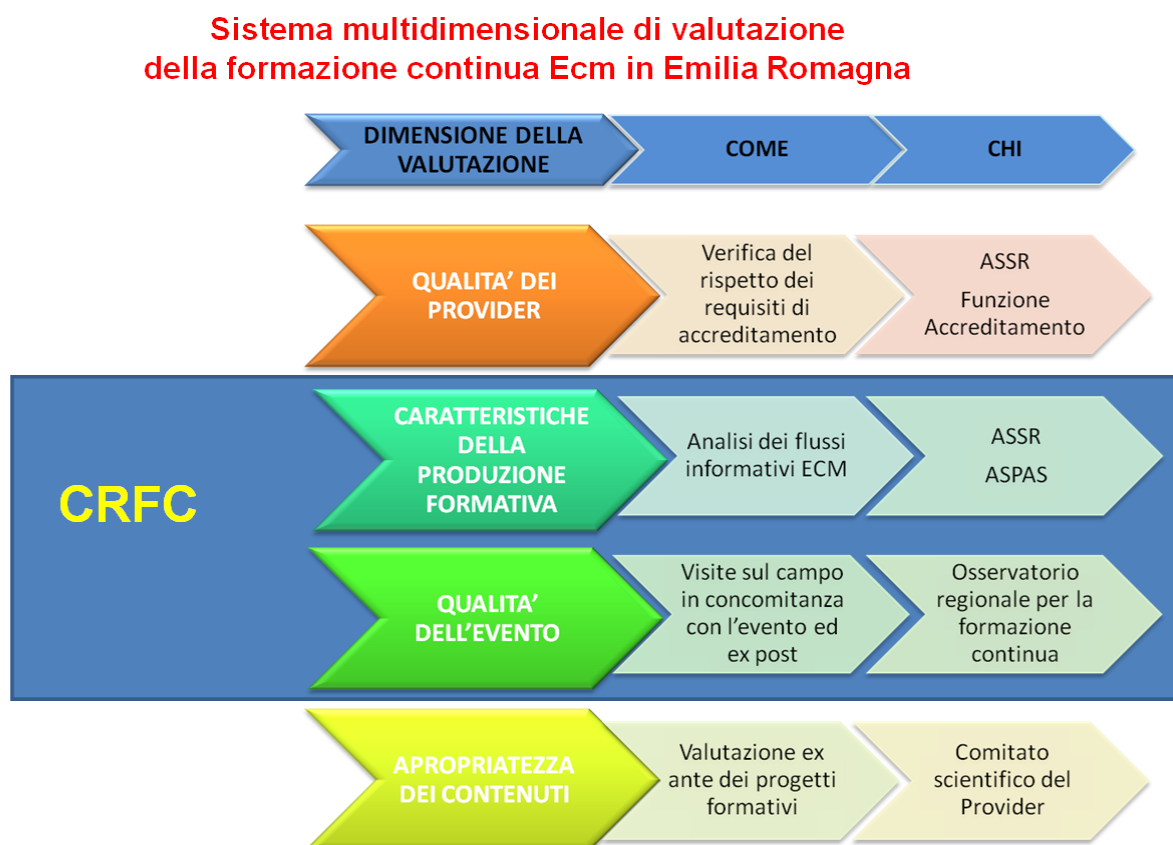 Sistema multidimensionale di valutazione
della formazione continua Ecm in Emilia Romagna
DIMENSIONE DELLA
VALUTAZIONE
COME
CHI
QUALITA' DEI
PROVIDER
Verifica del
rispetto dei
requisiti di
accreditamento
ASSR
Funzione
Accreditamento
CRFC
CARATTERISTICHE
DELLA
PRODUZIONE
FORMATIVA
Analisi dei flussi
informativi ECM
ASSR
ASPAS
QUALITA'
DELL'EVENTO
Visite sul campo
in concomitanza
con l'evento ed
ex post
Osservatorio
regionale per la
formazione
continua
APROPRIATEZZA
DEI CONTENUTI
Valutazione ex
ante dei progetti
formativi
Comitato
scientifico del
Provider